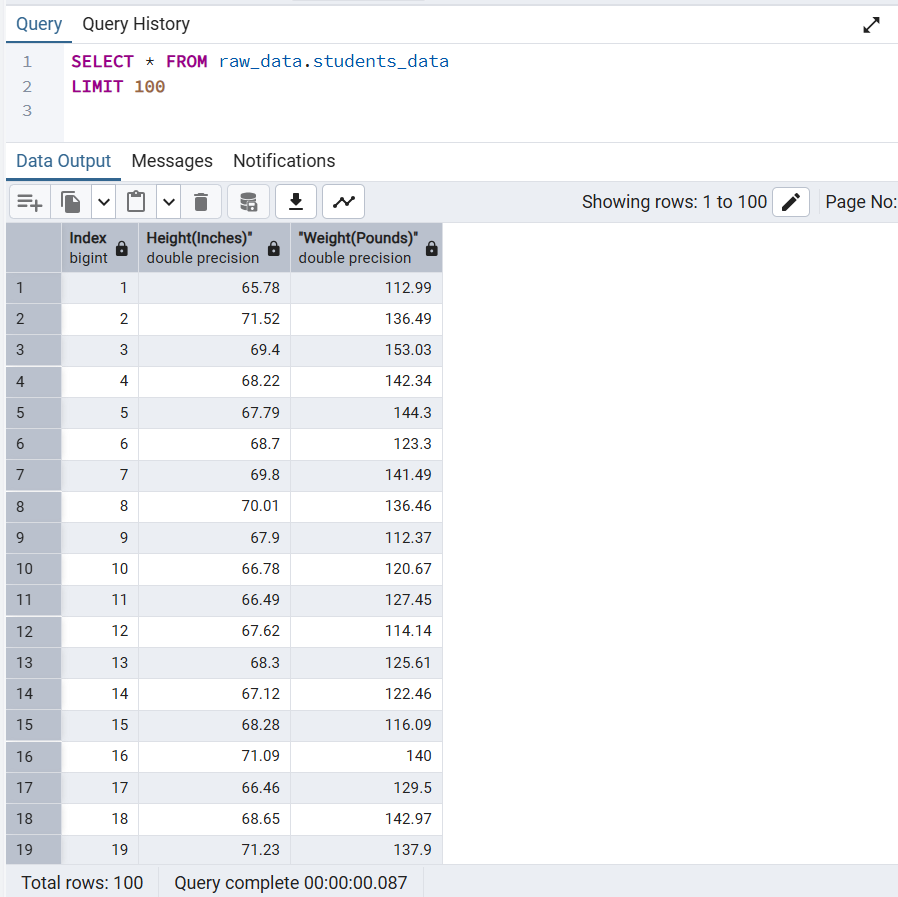 Query Query History
1 SELECT * FROM raw_data.students_data
2 LIMIT 100
3
Data Output Messages Notifications
Showing rows: 1 to 100 Page No:
Index Height(Inches)" "Weight(Pounds)"
bigint double precision double precision
1 1 65.78 112.99
2 2 71.52 136.49
3 3 69.4 153.03
4 4 68.22 142.34
5 5 67.79 144.3
6 6 68.7 123.3
7 7 69.8 141.49
8 8 70.01 136.46
9 9 67.9 112.37
10 10 66.78 120.67
11 11 66.49 127.45
12 12 67.62 114.14
13 13 68.3 125.61
14 14 67.12 122.46
15 15 68.28 116.09
16 16 71.09 140
17 17 66.46 129.5
18 18 68.65 142.97
19 19 71.23 137.9
Total rows: 100 Query complete 00:00:00.087